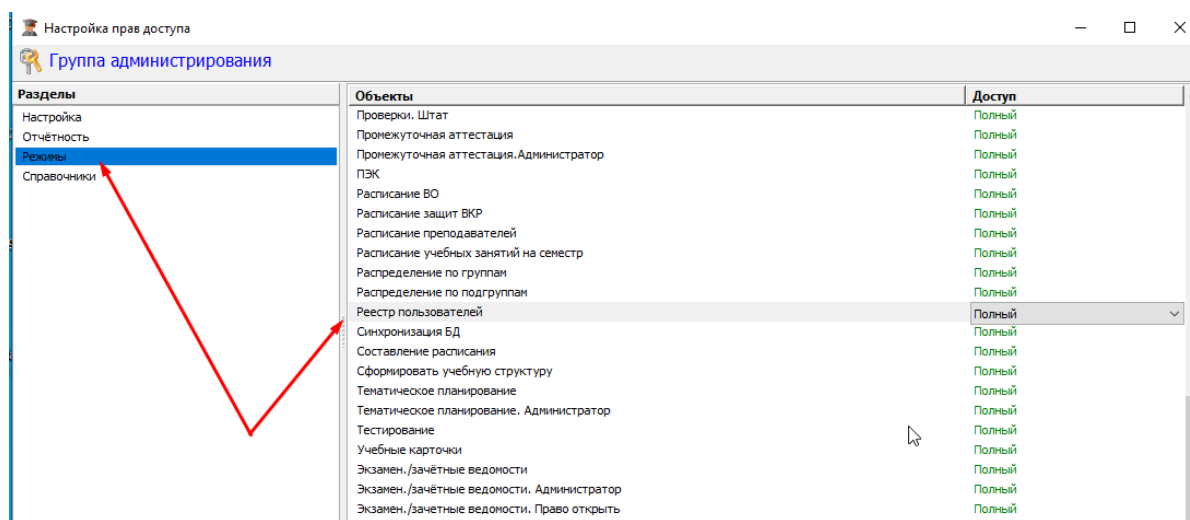 Настройка прав доступа
Группа администрирования
Разделы
Настройка
Отчётность
Режимы
Справочники
Объекты Доступ
Проверки. Штат Полный
Промежуточная аттестация Полный
Промежуточная аттестация.Администратор Полный
ПЭК Полный
Расписание ВО Полный
Расписание защит ВКР Полный
Расписание преподавателей Полный
Расписание учебных занятий на семестр Полный
Распределение по группам Полный
Распределение по подгруппам Полный
Реестр пользователей Полный
Синхронизация БД Полный
Составление расписания Полный
Сформировать учебную структуру Полный
Тематическое планирование Полный
Тематическое планирование. Администратор Полный
Тестирование Полный
Учебные карточки Полный
Экзамен./зачётные ведомости Полный
Экзамен./зачётные ведомости. Администратор Полный
Экзамен./зачетные ведомости. Право открыть Полный